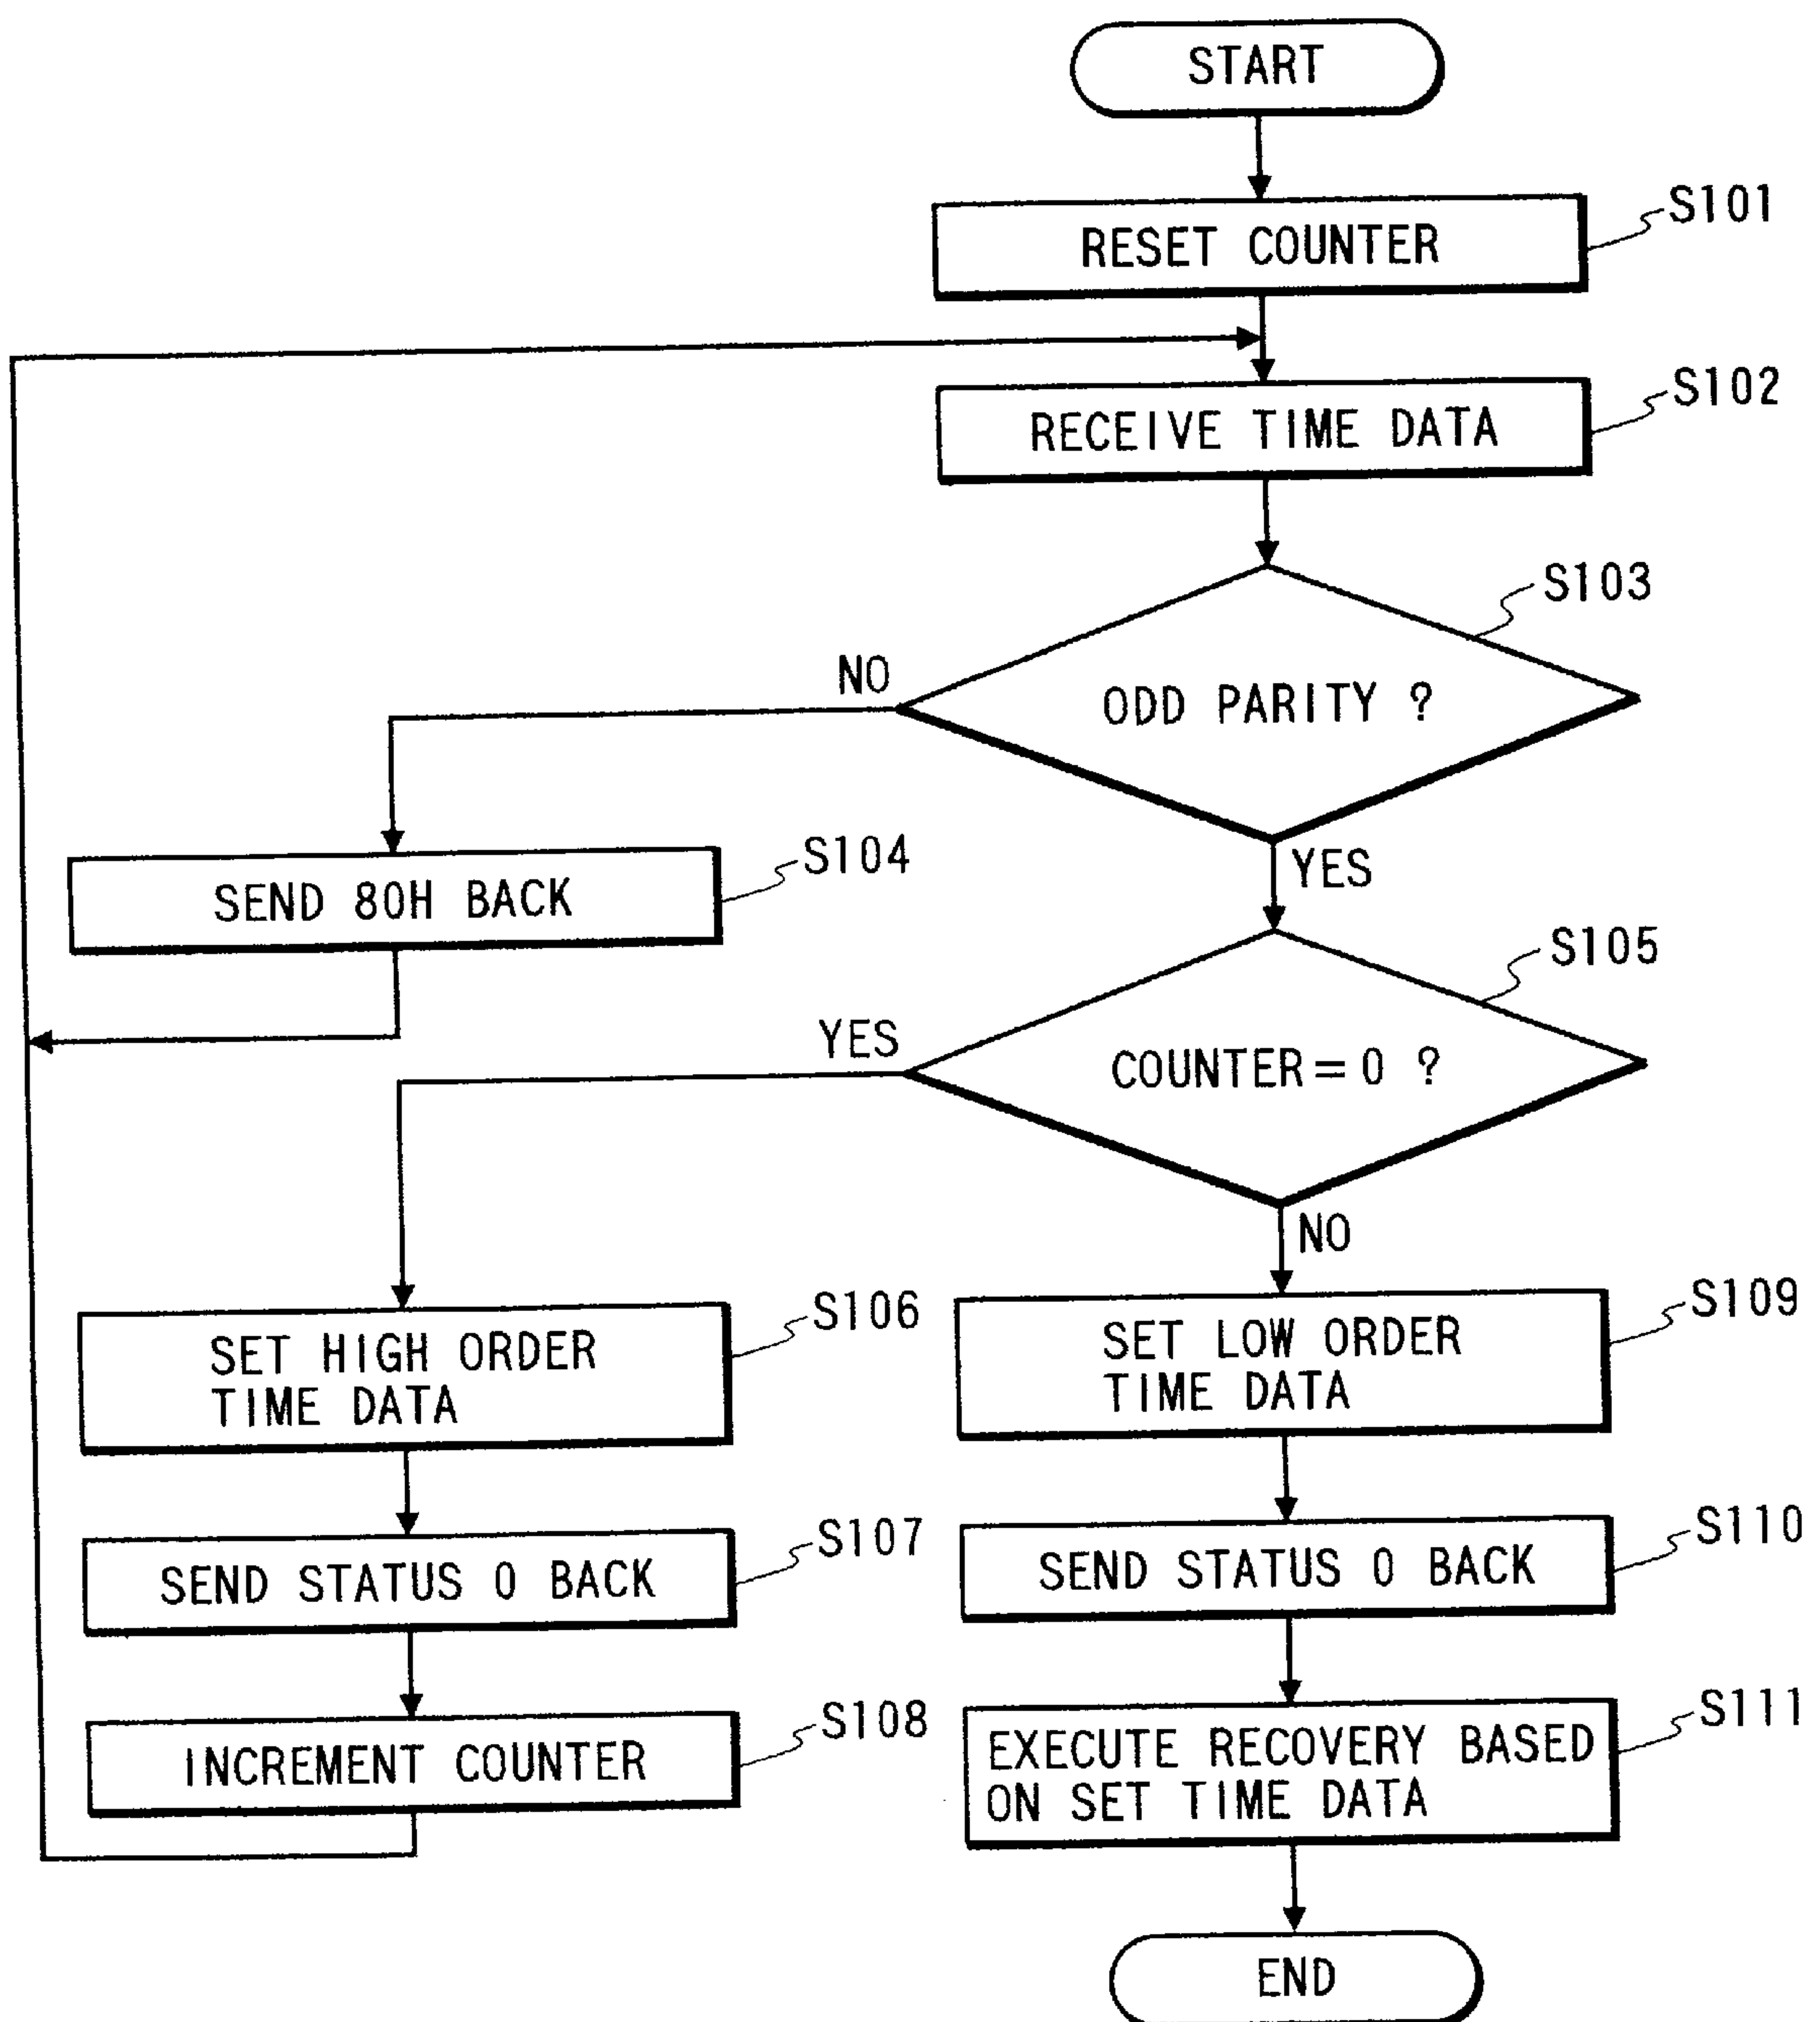 START
RESET COUNTER
S101
RECEIVE TIME DATA
S102
S103
NO
ODD PARITY ?
YES
SEND 80H BACK
S104
S105
YES
COUNTER=0 ?
NO
SET HIGH ORDER
TIME DATA
S106
SET LOW ORDER
TIME DATA
S109
SEND STATUS 0 BACK
S107
SEND STATUS 0 BACK
S110
INCREMENT COUNTER
S108
EXECUTE RECOVERY BASED
ON SET TIME DATA
S111
END